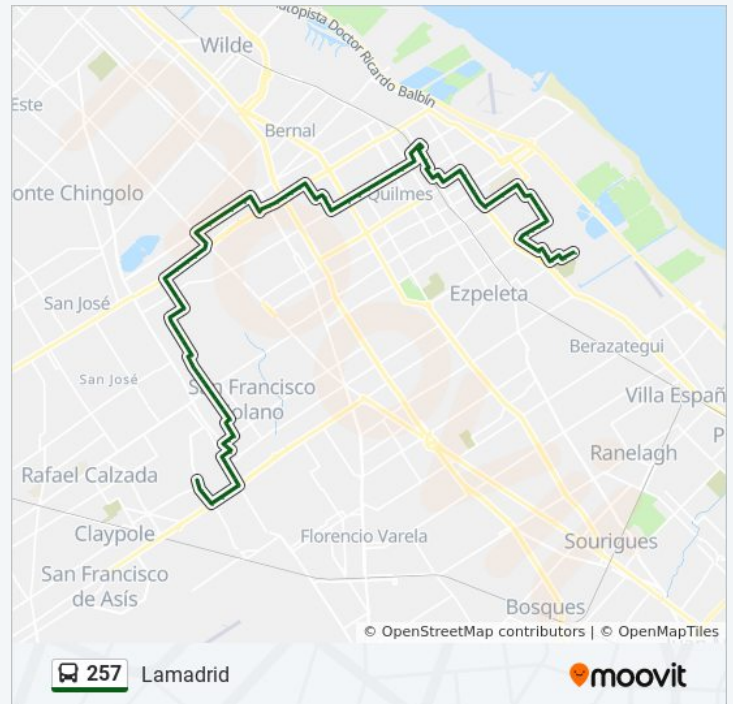 Autopista Doctor Ricardo Balbín
Wilde
Este
Bernal
onte Chingolo
Quilmes
San José
Ezpeleta
Berazategui
San José
San Francisco
olano
Villa Españ
P
Ranelagh
Rafael Calzada
Claypole
Florencio Varela
Sourigues
San Francisco
de Asís
Bosques
© OpenStreetMap contributors | © OpenMapTiles
257 Lamadrid
moovit